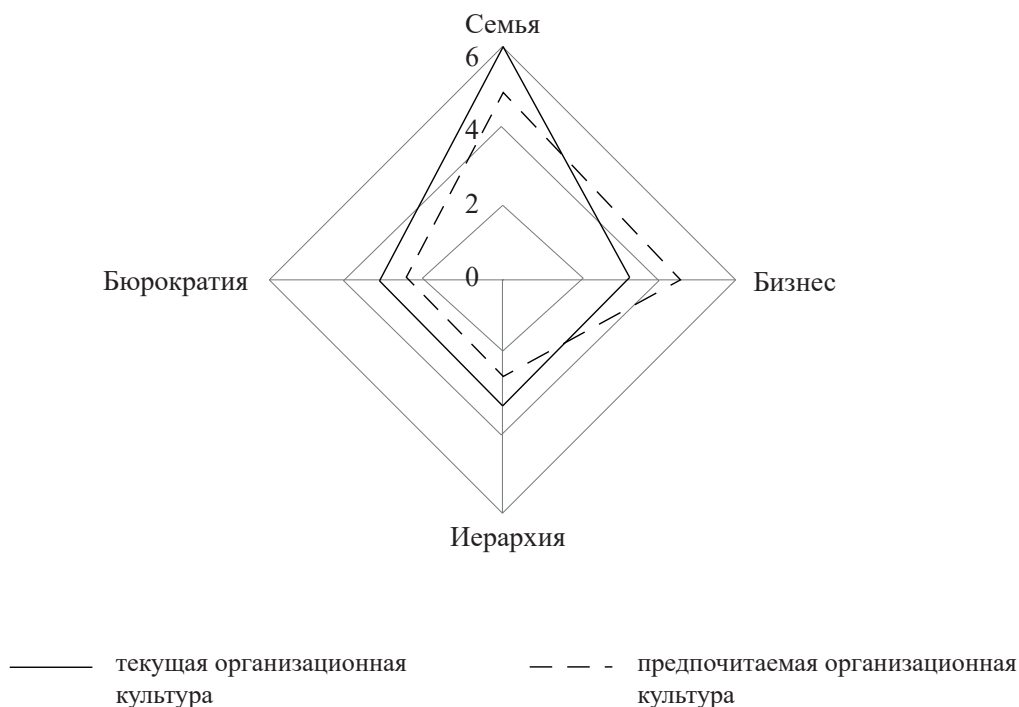 Семья
6
4
2
0
Бюрократия
Бизнес
Иерархия
текущая организационная
культура
предпочитаемая организационная
культура